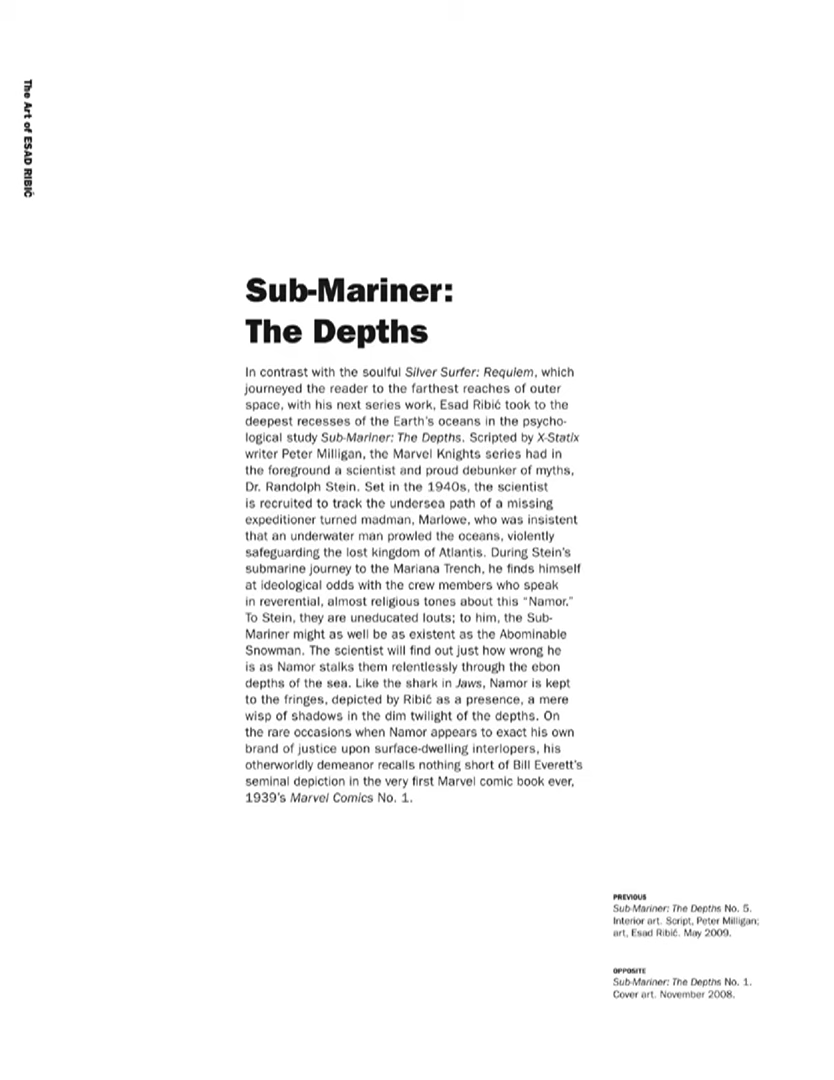 The Art of ESAD RIBIĆ
Sub-Mariner:
The Depths
In contrast with the soulful Silver Surfer: Requiem, which
journeyed the reader to the farthest reaches of outer
space, with his next series work, Esad Ribić took to the
deepest recesses of the Earth's oceans in the psycho-
logical study Sub-Mariner: The Depths. Scripted by X-Statix
writer Peter Milligan, the Marvel Knights series had in
the foreground a scientist and proud debunker of myths,
Dr. Randolph Stein. Set in the 1940s, the scientist
is recruited to track the undersea path of a missing
expeditioner turned madman, Marlowe, who was insistent
that an underwater man prowled the oceans, violently
safeguarding the lost kingdom of Atlantis. During Stein's
submarine journey to the Mariana Trench, he finds himself
at ideological odds with the crew members who speak
in reverential, almost religious tones about this “Namor.”
To Stein, they are uneducated louts; to him, the Sub-
Mariner might as well be as existent as the Abominable
Snowman. The scientist will find out just how wrong he
is as Namor stalks them relentlessly through the ebon
depths of the sea. Like the shark in Jaws, Namor is kept
to the fringes, depicted by Ribić as a presence, a mere
wisp of shadows in the dim twilight of the depths. On
the rare occasions when Namor appears to exact his own
brand of justice upon surface-dwelling interlopers, his
otherworldly demeanor recalls nothing short of Bill Everett's
seminal depiction in the very first Marvel comic book ever,
1939's Marvel Comics No. 1.
PREVIOUS
Sub-Mariner: The Depths No. 5.
Interior art. Script, Peter Milligan;
art, Esad Ribić. May 2009.
OPPOSITE
Sub-Mariner: The Depths No. 1.
Cover art. November 2008.